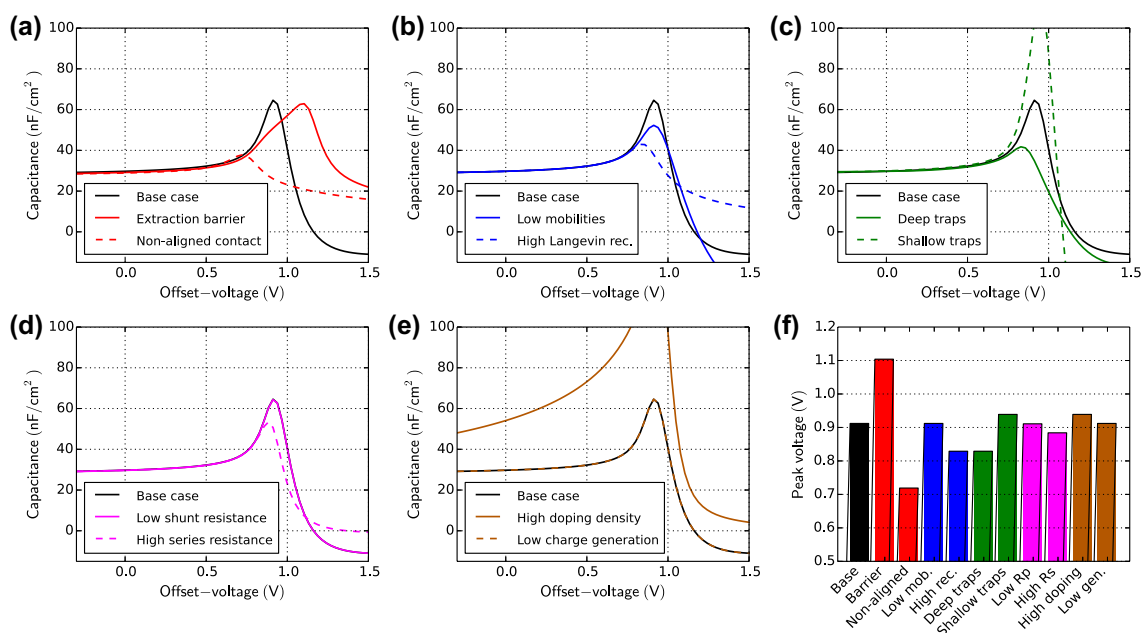 (a)
Capacitance (nF/cm²)
100
80
60
40
20
0
Base case
Extraction barrier
Non-aligned contact
0.0 0.5 1.0 1.5
Offset−voltage (V)
(b)
Capacitance (nF/cm²)
100
80
60
40
20
0
Base case
Low mobilities
High Langevin rec.
0.0 0.5 1.0 1.5
Offset−voltage (V)
(c)
Capacitance (nF/cm²)
100
80
60
40
20
0
Base case
Deep traps
Shallow traps
0.0 0.5 1.0 1.5
Offset−voltage (V)
(d)
Capacitance (nF/cm²)
100
80
60
40
20
0
Base case
Low shunt resistance
High series resistance
0.0 0.5 1.0 1.5
Offset−voltage (V)
(e)
Capacitance (nF/cm²)
100
80
60
40
20
0
Base case
High doping density
Low charge generation
0.0 0.5 1.0 1.5
Offset−voltage (V)
(f)
Peak voltage (V)
1.2
1.1
1.0
0.9
0.8
0.7
0.6
0.5
Base
Barrier
Non-aligned
Low mob.
High rec.
Deep traps
Shallow traps
Low Rp
High Rs
High doping
Low gen.